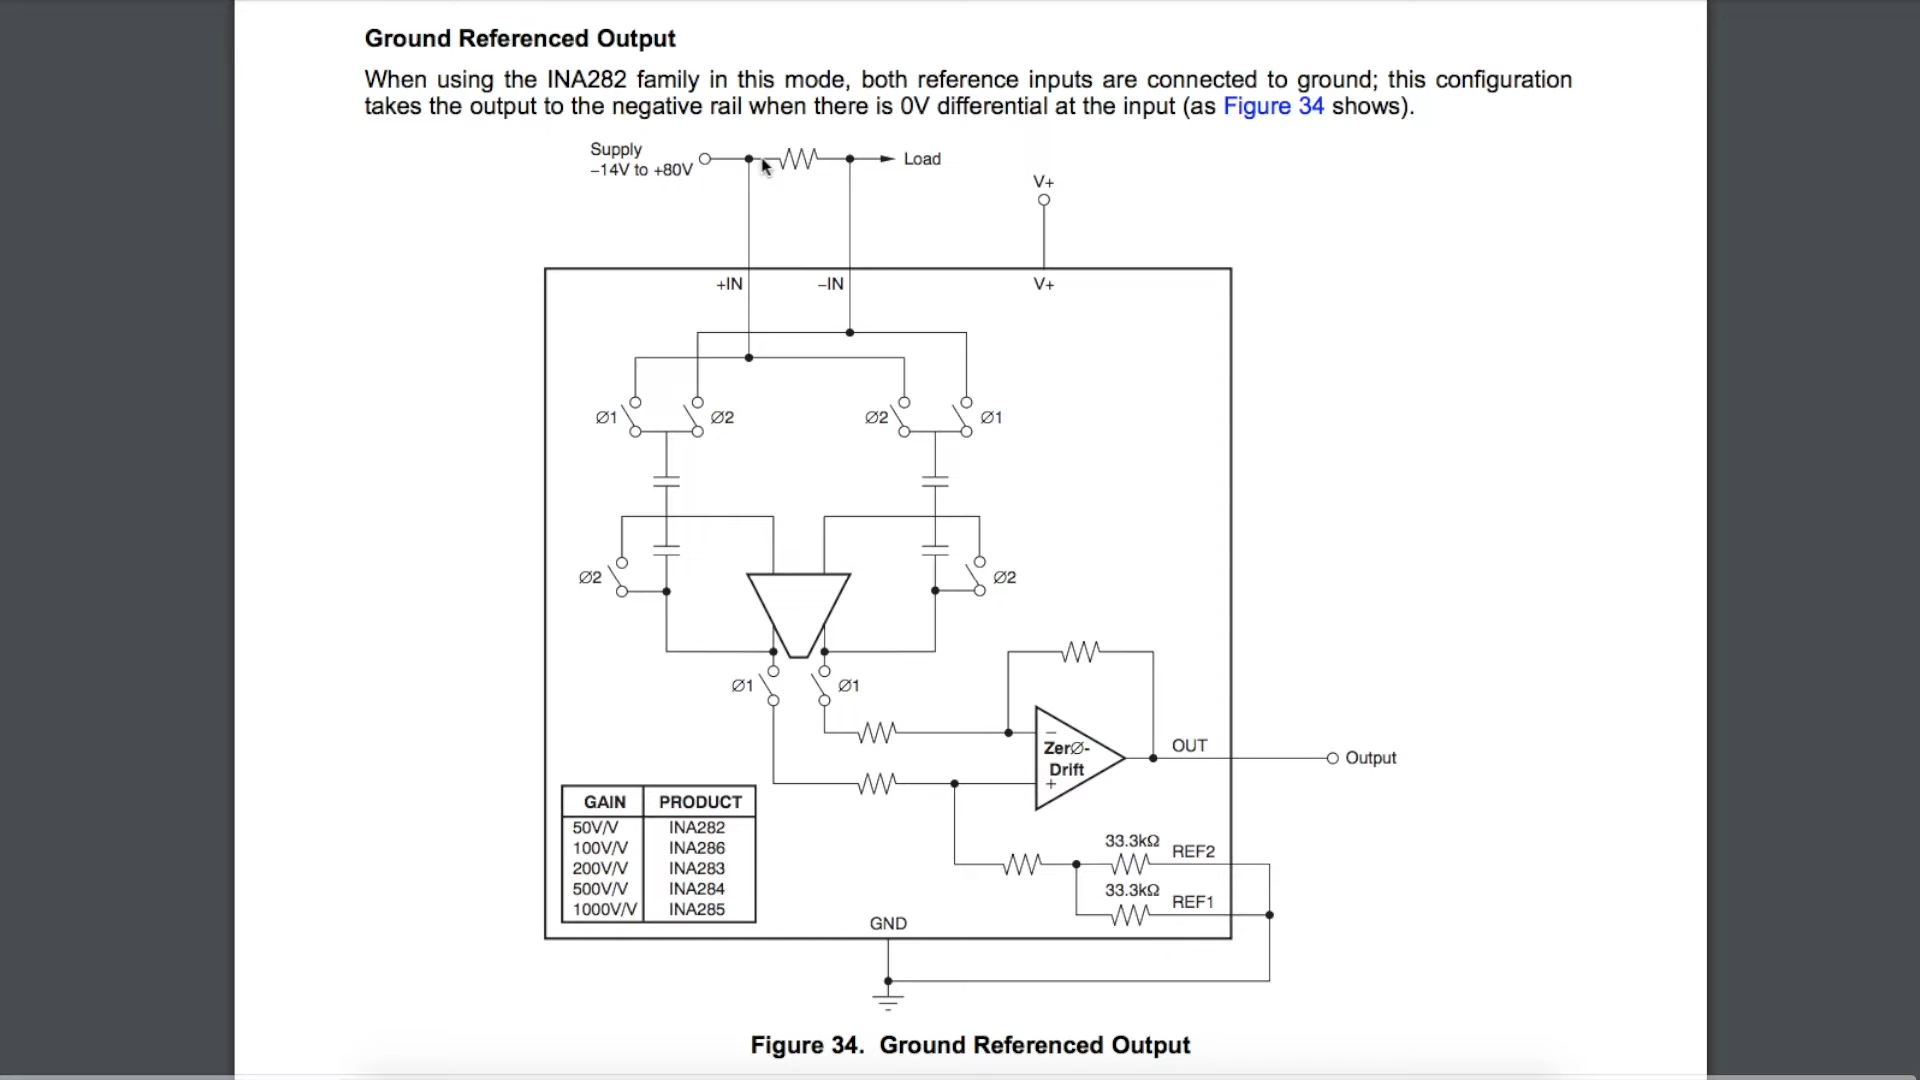 Ground Referenced Output
When using the INA282 family in this mode, both reference inputs are connected to ground; this configuration
takes the output to the negative rail when there is 0V differential at the input (as Figure 34 shows).
Supply
−14V to +80V
Load
V+
+IN
−IN
V+
Ø1
Ø2
Ø2
Ø1
Ø2
Ø2
Ø1
Ø1
−
ZerØ-
Drift
+
OUT
Output
GAIN PRODUCT
50V/V INA282
100V/V INA286
200V/V INA283
500V/V INA284
1000V/V INA285
33.3kΩ
REF2
33.3kΩ
REF1
GND
Figure 34. Ground Referenced Output